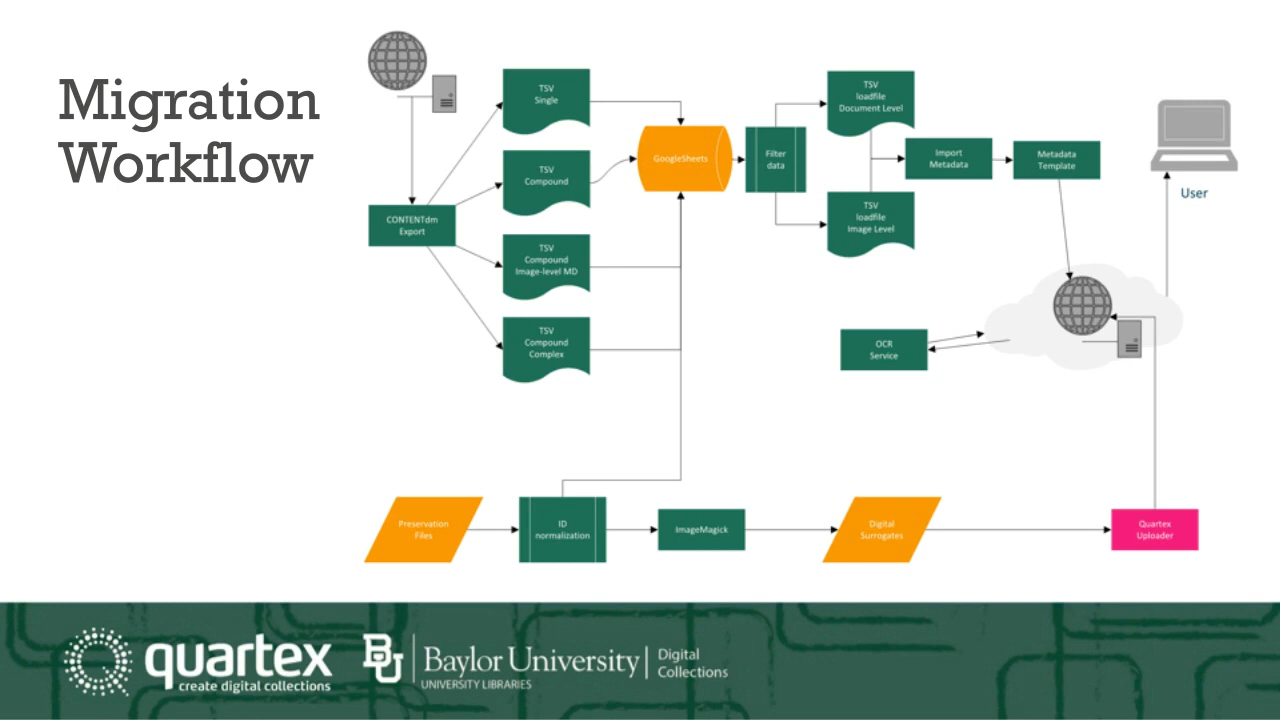 Migration
Workflow
TSV
Single
TSV
Compound
CONTENTdm
Export
TSV
Compound
Image-level MD
TSV
Compound
Complex
GoogleSheets
Filter
data
TSV
loadfile
Document Level
TSV
loadfile
Image Level
Import
Metadata
Metadata
Template
User
OCR
Service
Preservation
Files
ID
normalization
ImageMagick
Digital
Surrogates
Quartex
Uploader
quartex
create digital collections
BU
Baylor University
UNIVERSITY LIBRARIES
Digital
Collections